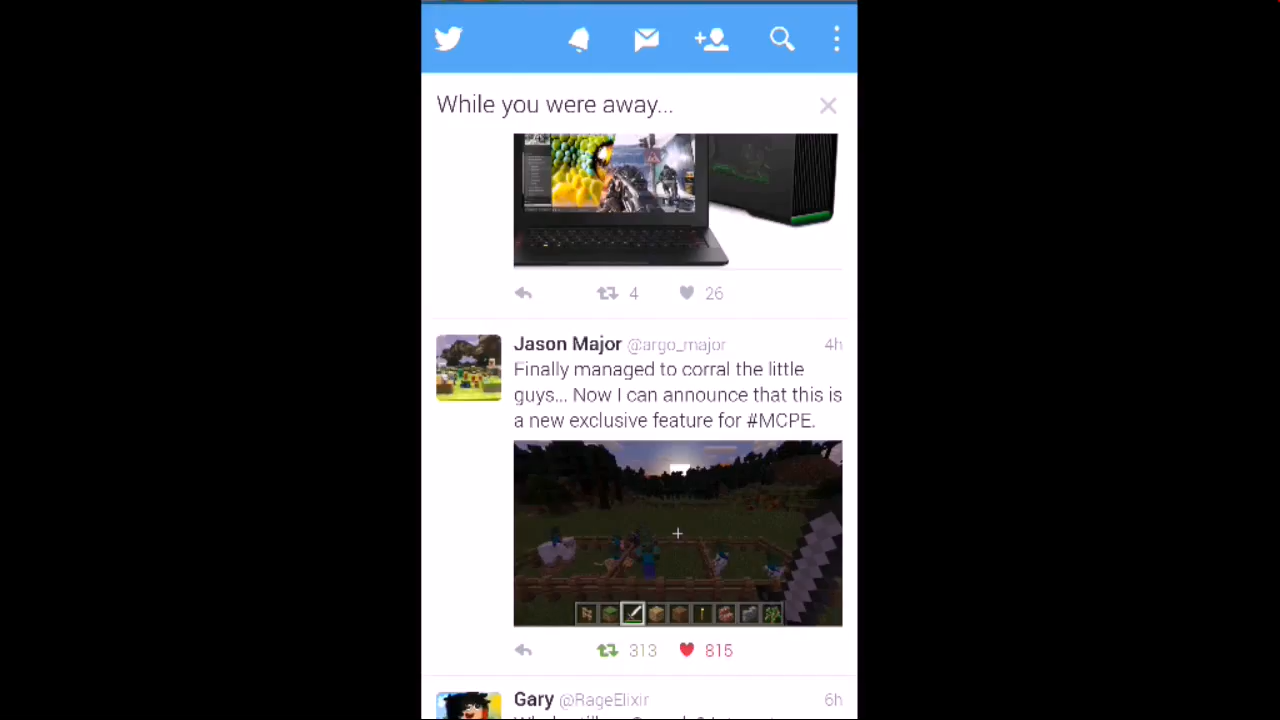 While you were away...
4
26
Jason Major @argo_major 4h
Finally managed to corral the little
guys... Now I can announce that this is
a new exclusive feature for #MCPE.
313
815
Gary @RageElixir 6h